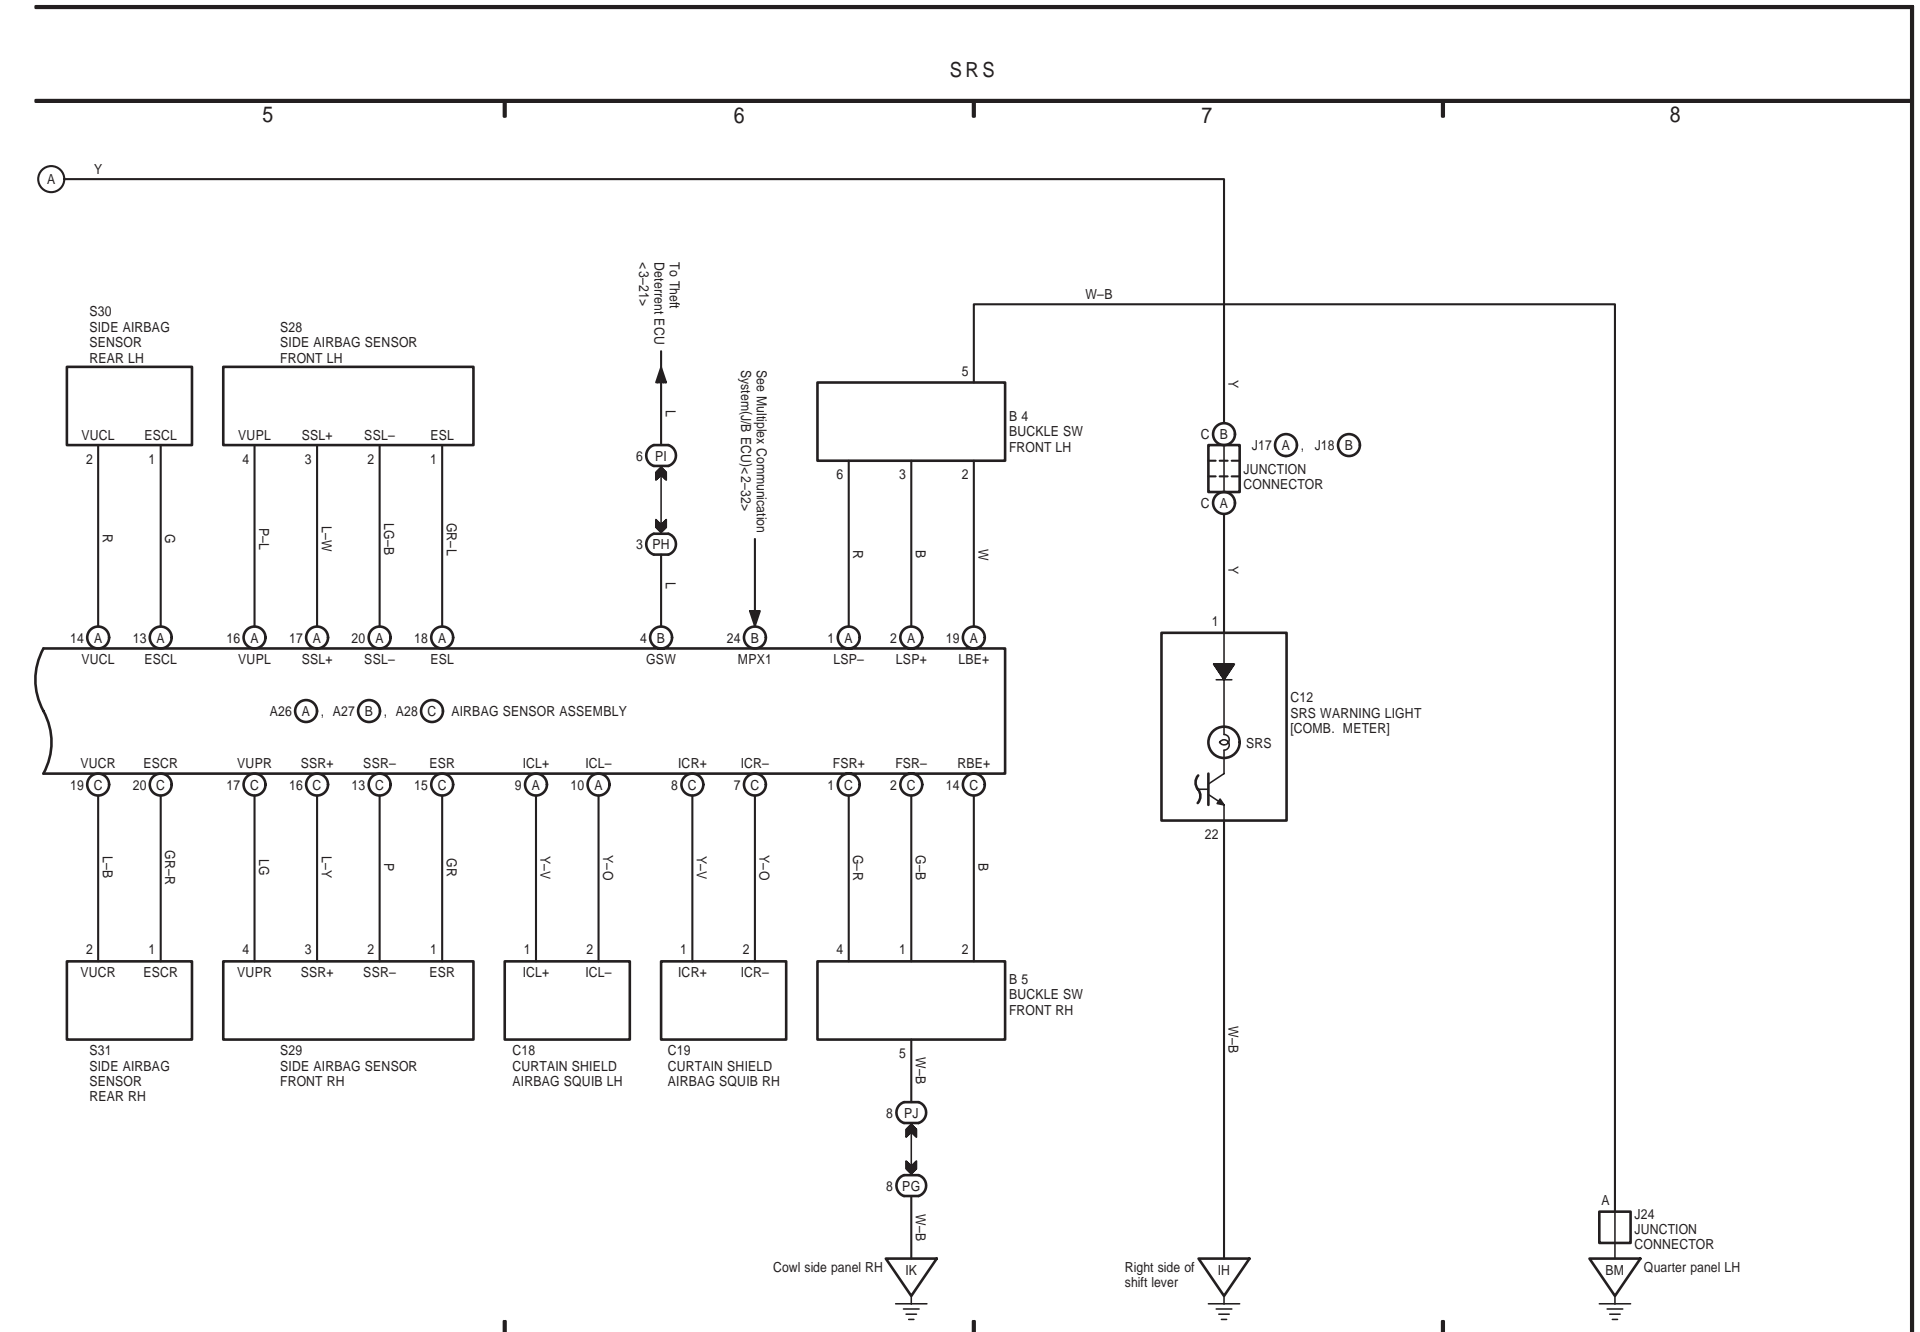 SRS
5 6 7 8
A Y
To Theft
Deterrent ECU
<3–21>
W–B
S30
SIDE AIRBAG
SENSOR
REAR LH
S28
SIDE AIRBAG SENSOR
FRONT LH
See Multiplex Communication
System(J/B ECU)<2–32>
5
B 4
BUCKLE SW
FRONT LH
L
Y
VUCL ESCL VUPL SSL+ SSL– ESL
2 1 4 3 2 1
6 PI
6 3 2
C B
J17 A , J18 B
JUNCTION
CONNECTOR
C A
R G P–L L–W LG–B GR–L
3 PH
R B W
L
Y
14 A 13 A 16 A 17 A 20 A 18 A 4 B 24 B 1 A 2 A 19 A
1
VUCL ESCL VUPL SSL+ SSL– ESL GSW MPX1 LSP– LSP+ LBE+
A26 A , A27 B , A28 C AIRBAG SENSOR ASSEMBLY
C12
SRS WARNING LIGHT
[COMB. METER]
SRS
VUCR ESCR VUPR SSR+ SSR– ESR ICL+ ICL– ICR+ ICR– FSR+ FSR– RBE+
19 C 20 C 17 C 16 C 13 C 15 C 9 A 10 A 8 C 7 C 1 C 2 C 14 C
22
L–B GR–R LG L–Y P GR Y–V Y–O Y–V Y–O G–R G–B B
2 1 4 3 2 1 1 2 1 2 4 1 2
VUCR ESCR VUPR SSR+ SSR– ESR ICL+ ICL– ICR+ ICR–
B 5
BUCKLE SW
FRONT RH
W–B
S31
SIDE AIRBAG
SENSOR
REAR RH
S29
SIDE AIRBAG SENSOR
FRONT RH
C18
CURTAIN SHIELD
AIRBAG SQUIB LH
C19
CURTAIN SHIELD
AIRBAG SQUIB RH
5
W–B
8 PJ
8 PG
W–B
A
J24
JUNCTION
CONNECTOR
Cowl side panel RH IK
Right side of
shift lever
IH
BM Quarter panel LH